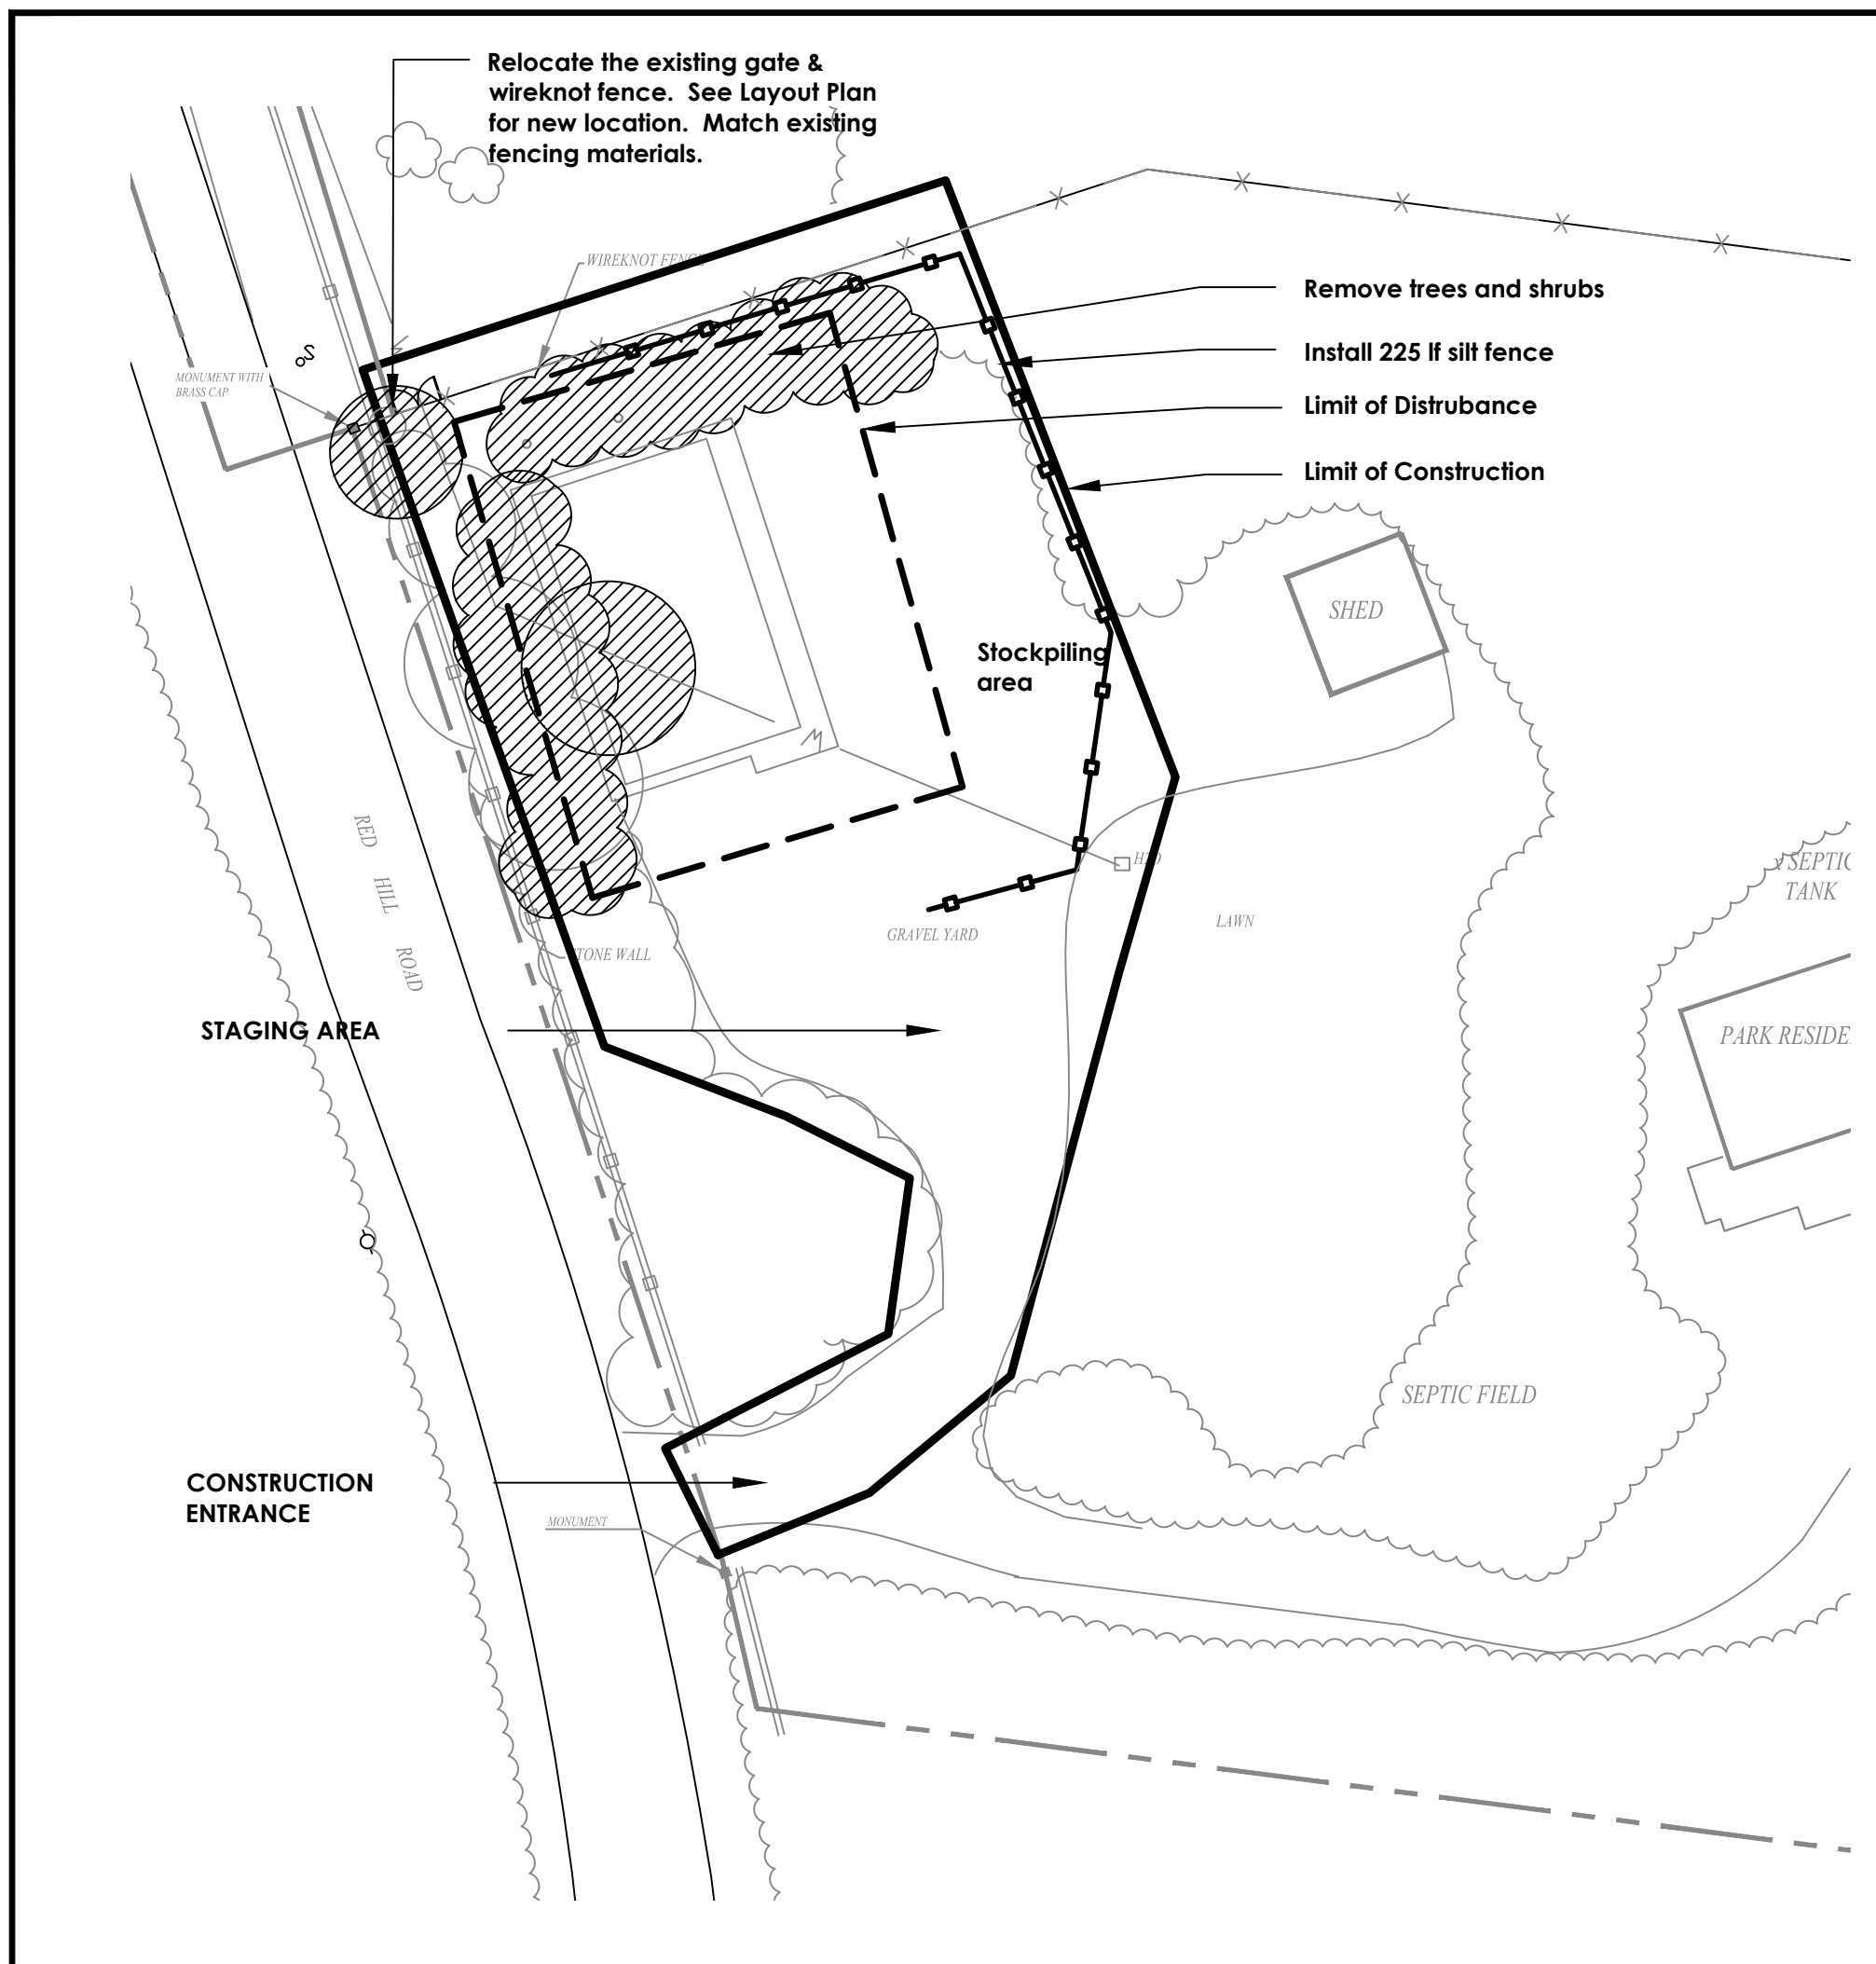 Relocate the existing gate &
wireknot fence.  See Layout Plan
for new location.  Match existing
fencing materials.
WIREKNOT FENCE
Remove trees and shrubs
Install 225 lf silt fence
MONUMENT WITH
BRASS CAP
Limit of Distrubance
Limit of Construction
SHED
Stockpiling
area
RED HILL ROAD
H2O
x SEPTIC
TANK
LAWN
GRAVEL YARD
STONE WALL
STAGING AREA
PARK RESIDE
SEPTIC FIELD
CONSTRUCTION
ENTRANCE
MONUMENT